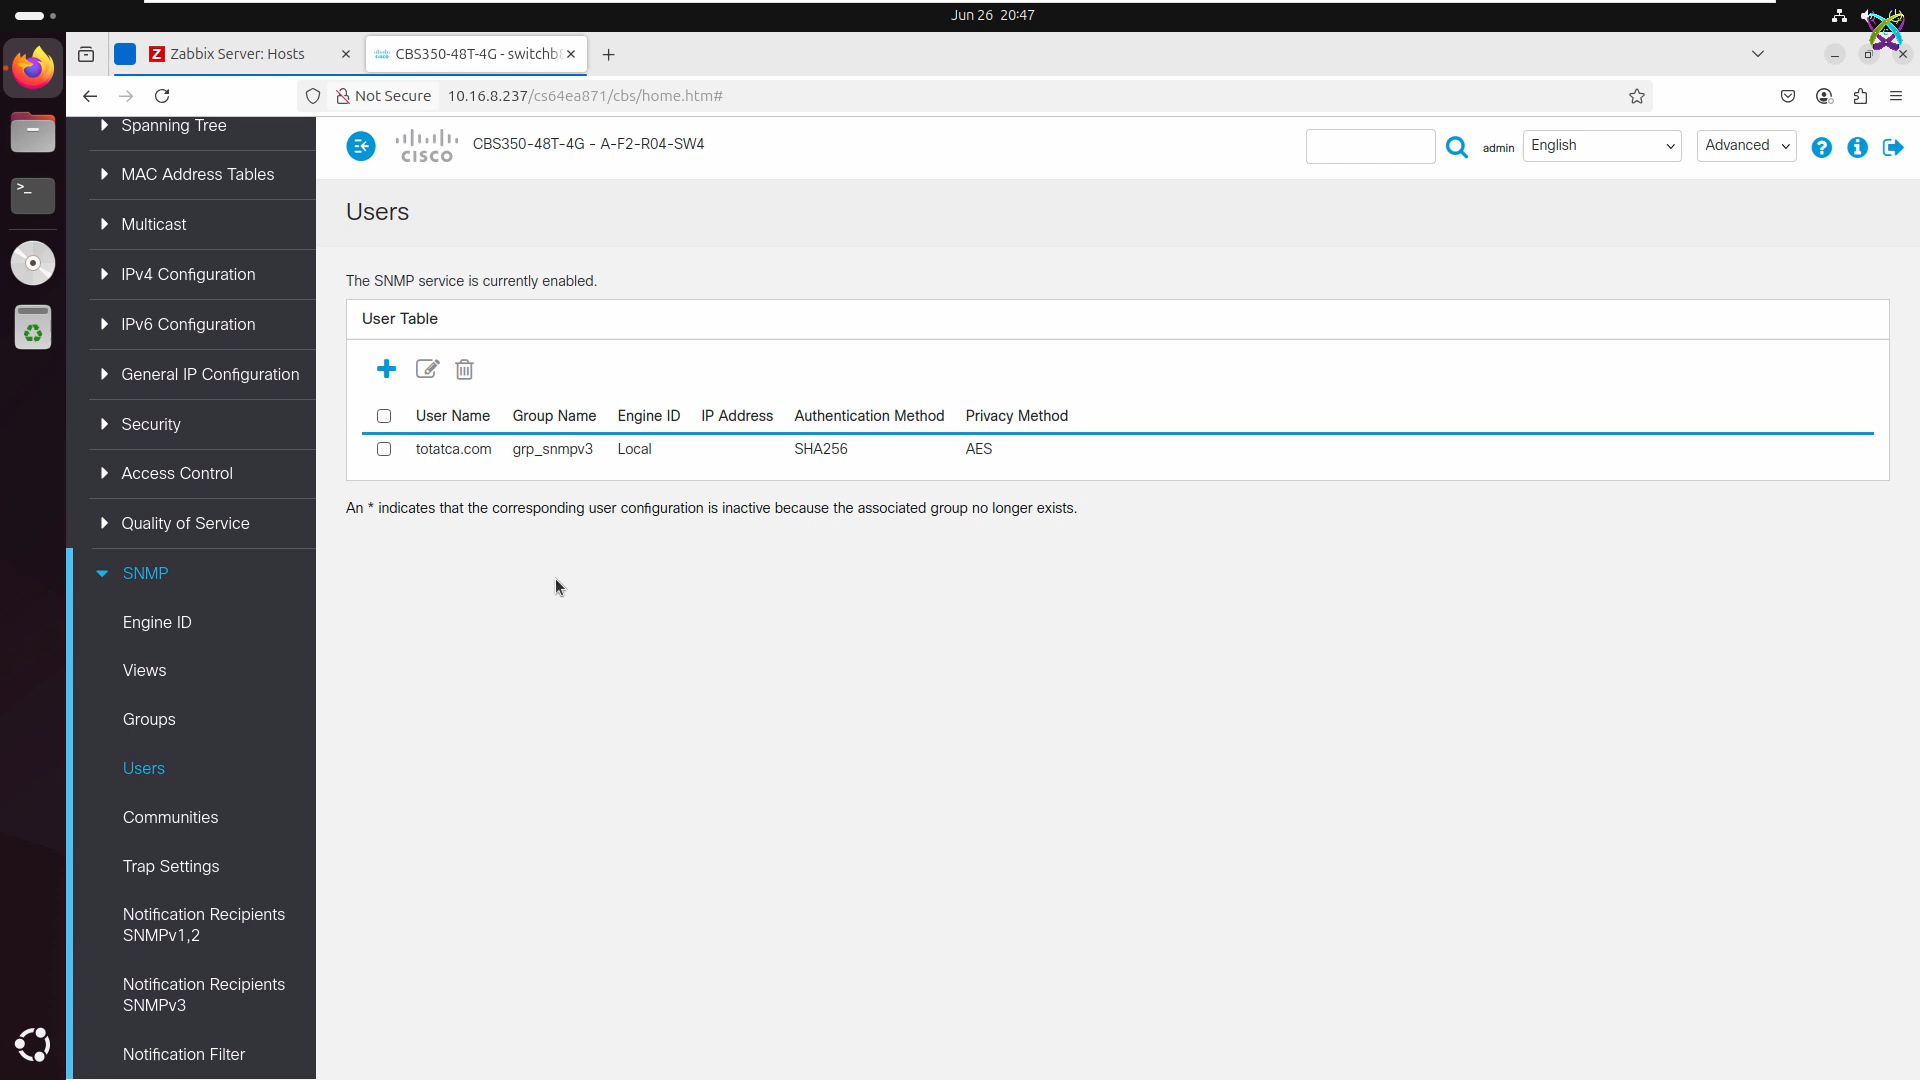 Jun 26 20:47
Zabbix Server: Hosts
CBS350-48T-4G - switchb
Not Secure 10.16.8.237/cs64ea871/cbs/home.htm#
Spanning Tree
MAC Address Tables
Multicast
IPv4 Configuration
IPv6 Configuration
General IP Configuration
Security
Access Control
Quality of Service
SNMP
Engine ID
Views
Groups
Users
Communities
Trap Settings
Notification Recipients
SNMPv1,2
Notification Recipients
SNMPv3
Notification Filter
CISCO
CBS350-48T-4G - A-F2-R04-SW4
admin
English
Advanced
Users
The SNMP service is currently enabled.
User Table
User Name Group Name Engine ID IP Address Authentication Method Privacy Method
totatca.com grp_snmpv3 Local SHA256 AES
An * indicates that the corresponding user configuration is inactive because the associated group no longer exists.